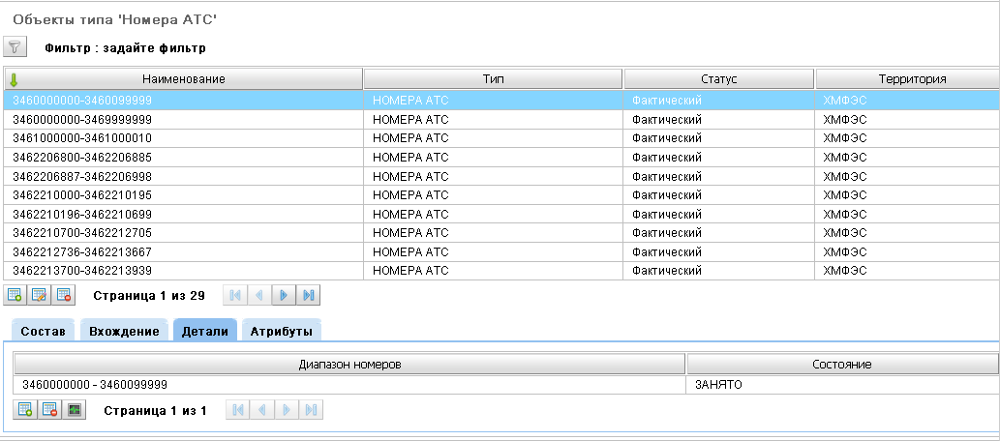 Объекты типа 'Номера АТС'
Фильтр : задайте фильтр
Наименование Тип Статус Территория
3460000000-3460099999 НОМЕРА АТС Фактический ХМФЭС
3460000000-3469999999 НОМЕРА АТС Фактический ХМФЭС
3461000000-3461000010 НОМЕРА АТС Фактический ХМФЭС
3462206800-3462206885 НОМЕРА АТС Фактический ХМФЭС
3462206887-3462206998 НОМЕРА АТС Фактический ХМФЭС
3462210000-3462210195 НОМЕРА АТС Фактический ХМФЭС
3462210196-3462210699 НОМЕРА АТС Фактический ХМФЭС
3462210700-3462212705 НОМЕРА АТС Фактический ХМФЭС
3462212736-3462213667 НОМЕРА АТС Фактический ХМФЭС
3462213700-3462213939 НОМЕРА АТС Фактический ХМФЭС
Страница 1 из 29
Состав Вхождение Детали Атрибуты
Диапазон номеров Состояние
3460000000 - 3460099999 ЗАНЯТО
Страница 1 из 1